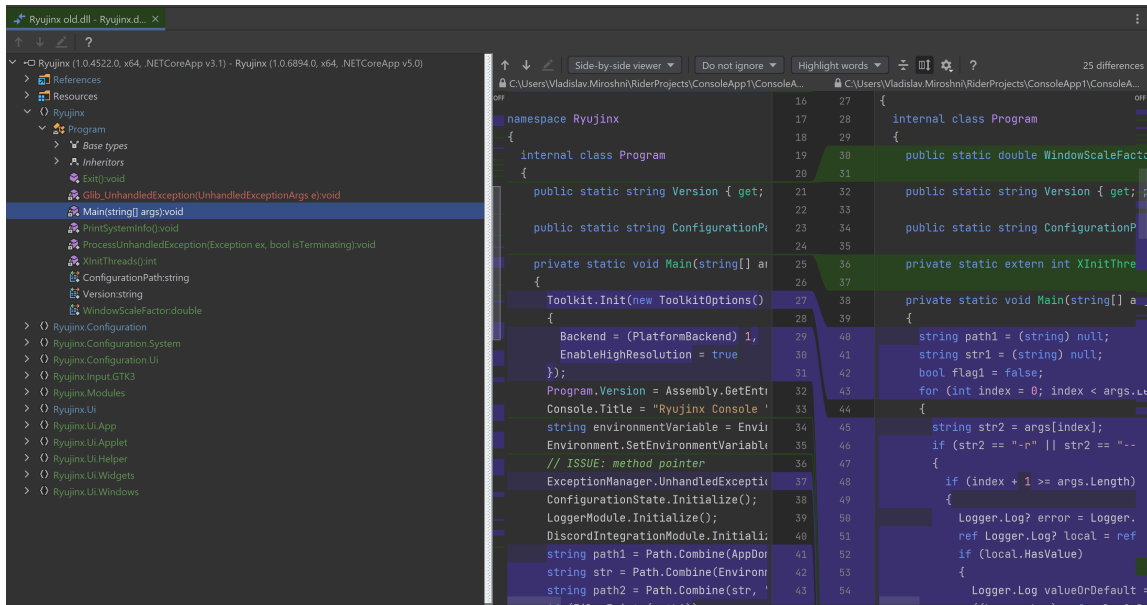 Ryujinx old.dll - Ryujinx.d... ×
?
Ryujinx (1.0.4522.0, x64, .NETCoreApp v3.1) - Ryujinx (1.0.6894.0, x64, .NETCoreApp v5.0)
References
Resources
Ryujinx
Program
Base types
Inheritors
Exit():void
Glib_UnhandledException(UnhandledExceptionArgs e):void
Main(string[] args):void
PrintSystemInfo():void
ProcessUnhandledException(Exception ex, bool isTerminating):void
XInitThreads():int
ConfigurationPath:string
Version:string
WindowScaleFactor:double
Ryujinx.Configuration
Ryujinx.Configuration.System
Ryujinx.Configuration.Ui
Ryujinx.Input.GTK3
Ryujinx.Modules
Ryujinx.Ui
Ryujinx.Ui.App
Ryujinx.Ui.Applet
Ryujinx.Ui.Helper
Ryujinx.Ui.Widgets
Ryujinx.Ui.Windows
Side-by-side viewer Do not ignore Highlight words ? 25 differences
C:\Users\Vladislav.Miroshni\RiderProjects\ConsoleApp1\ConsoleA...
OFF
16
namespace Ryujinx 17
{ 18
internal class Program 19
{ 20
public static string Version { get; 21
22
public static string ConfigurationPa 23
24
private static void Main(string[] ar 25
{ 26
Toolkit.Init(new ToolkitOptions() 27
{ 28
Backend = (PlatformBackend) 1, 29
EnableHighResolution = true 30
}); 31
Program.Version = Assembly.GetEntr 32
Console.Title = "Ryujinx Console " 33
string environmentVariable = Envir 34
Environment.SetEnvironmentVariable 35
// ISSUE: method pointer 36
ExceptionManager.UnhandledExceptio 37
ConfigurationState.Initialize(); 38
LoggerModule.Initialize(); 39
DiscordIntegrationModule.Initializ 40
string path1 = Path.Combine(AppDom 41
string str = Path.Combine(Environm 42
string path2 = Path.Combine(str, " 43
C:\Users\Vladislav.Miroshni\RiderProjects\ConsoleApp1\ConsoleA...
OFF
27 {
28 internal class Program
29 {
30 public static double WindowScaleFacto
31
32 public static string Version { get; p
33
34 public static string ConfigurationP
35
36 private static extern int XInitThre
37
38 private static void Main(string[] a
39 {
40 string path1 = (string) null;
41 string str1 = (string) null;
42 bool flag1 = false;
43 for (int index = 0; index < args.Le
44 {
45 string str2 = args[index];
46 if (str2 == "-r" || str2 == "--
47 {
48 if (index + 1 >= args.Length)
49 {
50 Logger.Log? error = Logger.
51 ref Logger.Log? local = ref
52 if (local.HasValue)
53 {
54 Logger.Log valueOrDefault =